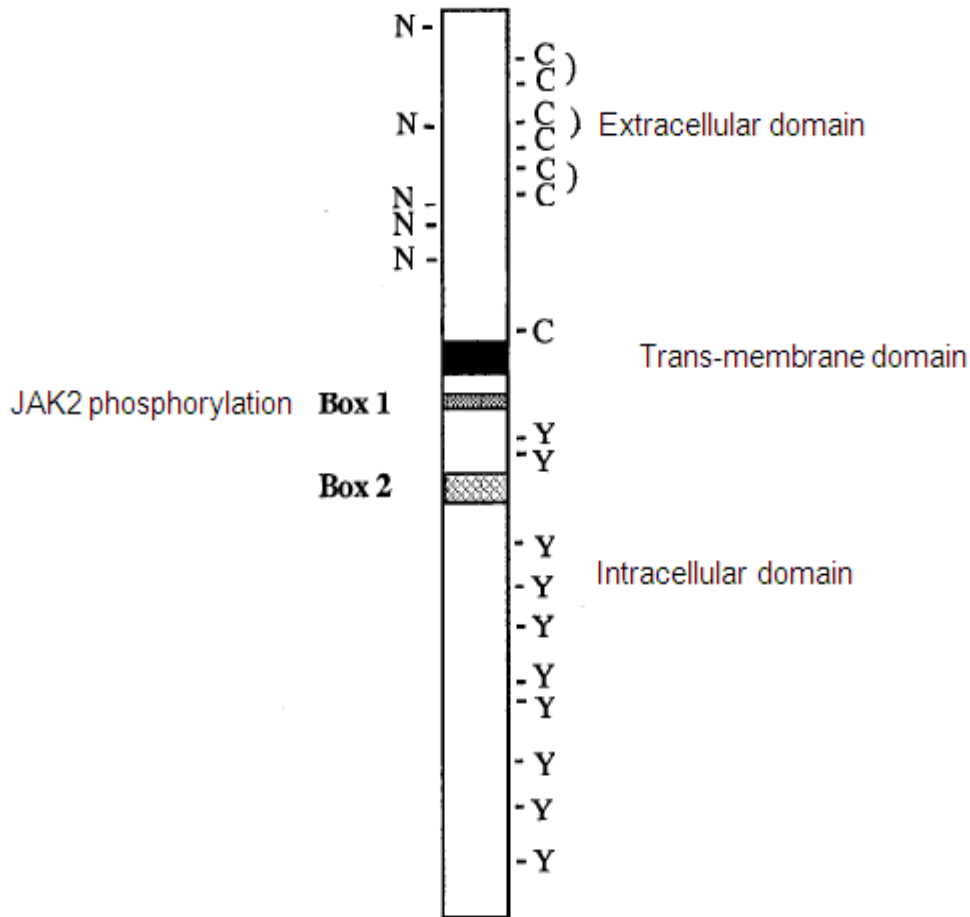 N -
- C )
- C
N - - C ) Extracellular domain
- C
- C )
N - - C
N -
N -
- C
Trans-membrane domain
JAK2 phosphorylation Box 1
- Y
- Y
Box 2
- Y
Intracellular domain
- Y
- Y
- Y
- Y
- Y
- Y
- Y